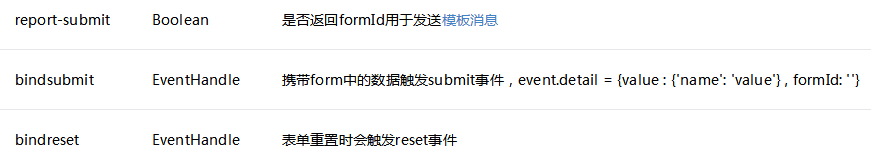 report-submit Boolean 是否返回formId用于发送模板消息
bindsubmit EventHandle 携带form中的数据触发submit事件，event.detail = {value : {'name': 'value'} , formId: ''}
bindreset EventHandle 表单重置时会触发reset事件